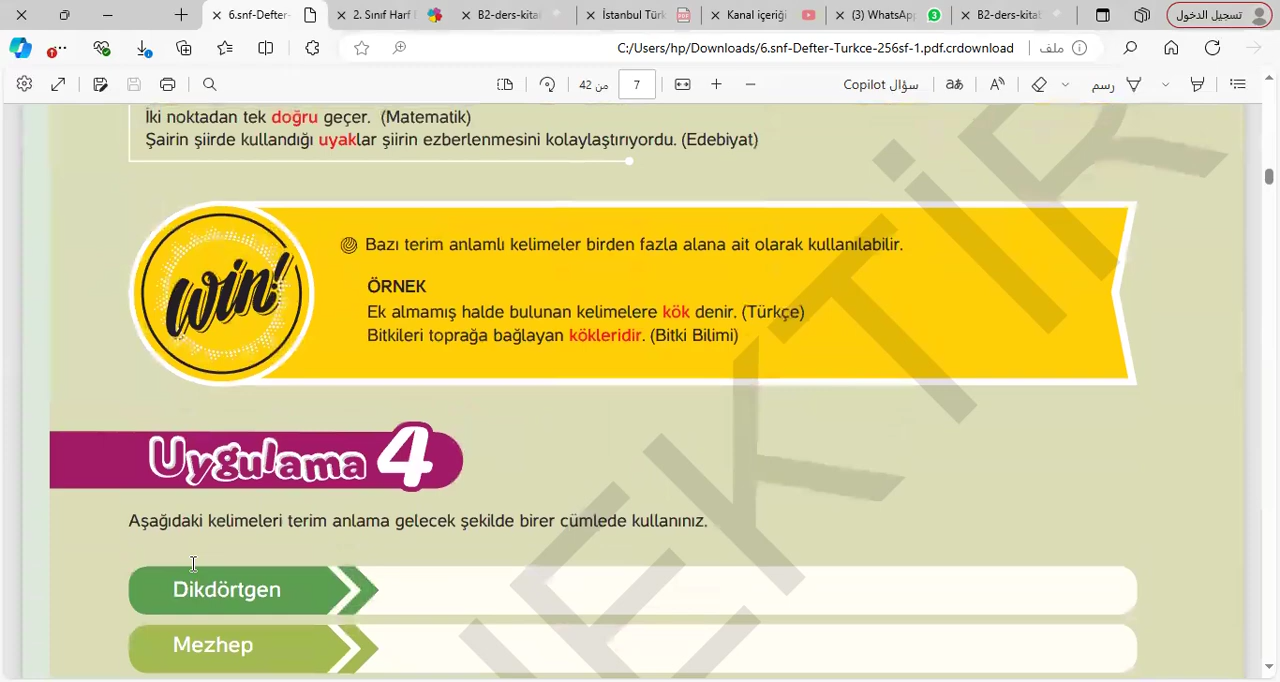 6.snf-Defter-
2. Sınıf Harf
B2-ders-kital
İstanbul Türk
Kanal içeriği
(3) WhatsApp
3
B2-ders-kitab
تسجيل الدخول
C:/Users/hp/Downloads/6.snf-Defter-Turkce-256sf-1.pdf.crdownload
ملف
من 42
7
سؤال Copilot
رسم
İki noktadan tek doğru geçer. (Matematik)
Şairin şiirde kullandığı uyaklar şiirin ezberlenmesini kolaylaştırıyordu. (Edebiyat)
Win!
Bazı terim anlamlı kelimeler birden fazla alana ait olarak kullanılabilir.
ÖRNEK
Ek almamış halde bulunan kelimelere kök denir. (Türkçe)
Bitkileri toprağa bağlayan kökleridir. (Bitki Bilimi)
Uygulama 4
Aşağıdaki kelimeleri terim anlama gelecek şekilde birer cümlede kullanınız.
Dikdörtgen
Mezhep